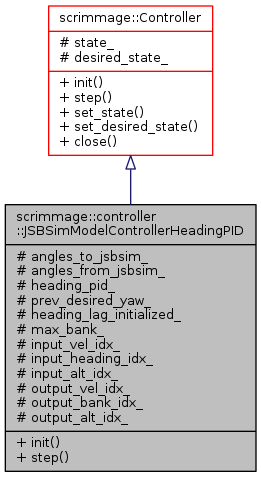 scrimmage::Controller
# state_
# desired_state_
+ init()
+ step()
+ set_state()
+ set_desired_state()
+ close()
scrimmage::controller
::JSBSimModelControllerHeadingPID
# angles_to_jsbsim_
# angles_from_jsbsim_
# heading_pid_
# prev_desired_yaw_
# heading_lag_initialized_
# max_bank_
# input_vel_idx_
# input_heading_idx_
# input_alt_idx_
# output_vel_idx_
# output_bank_idx_
# output_alt_idx_
+ init()
+ step()